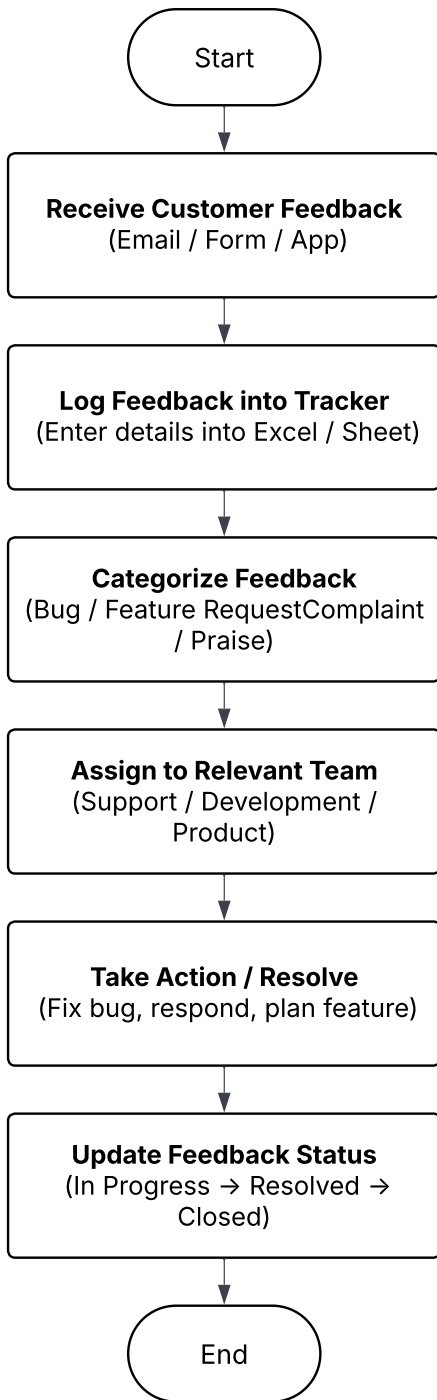 Start
Receive Customer Feedback
(Email / Form / App)
Log Feedback into Tracker
(Enter details into Excel / Sheet)
Categorize Feedback
(Bug / Feature RequestComplaint
/ Praise)
Assign to Relevant Team
(Support / Development /
Product)
Take Action / Resolve
(Fix bug, respond, plan feature)
Update Feedback Status
(In Progress → Resolved →
Closed)
End